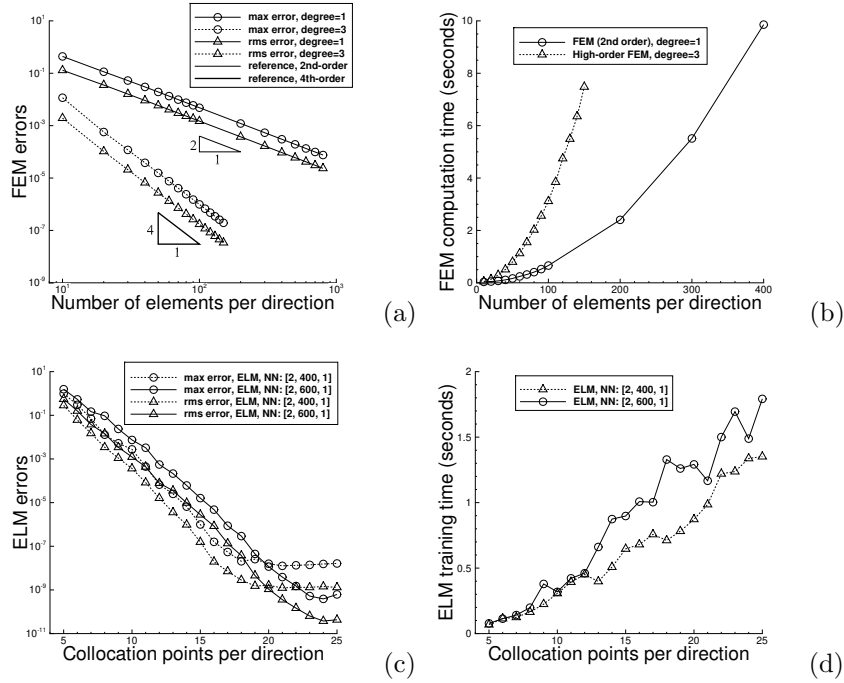 max error, degree=1
max error, degree=3
rms error, degree=1
rms error, degree=3
reference, 2nd-order
reference, 4th-order
10^1
10^-1
10^-3
10^-5
10^-7
10^-9
FEM errors
2
1
4
1
10^1
10^2
10^3
Number of elements per direction
(a)
FEM (2nd order), degree=1
High-order FEM, degree=3
10
8
6
4
2
0
FEM computation time (seconds)
100
200
300
400
Number of elements per direction
(b)
max error, ELM, NN: [2, 400, 1]
max error, ELM, NN: [2, 600, 1]
rms error, ELM, NN: [2, 400, 1]
rms error, ELM, NN: [2, 600, 1]
10^1
10^-1
10^-3
10^-5
10^-7
10^-9
10^-11
ELM errors
5
10
15
20
25
Collocation points per direction
(c)
ELM, NN: [2, 400, 1]
ELM, NN: [2, 600, 1]
2
1.5
1
0.5
0
ELM training time (seconds)
5
10
15
20
25
Collocation points per direction
(d)